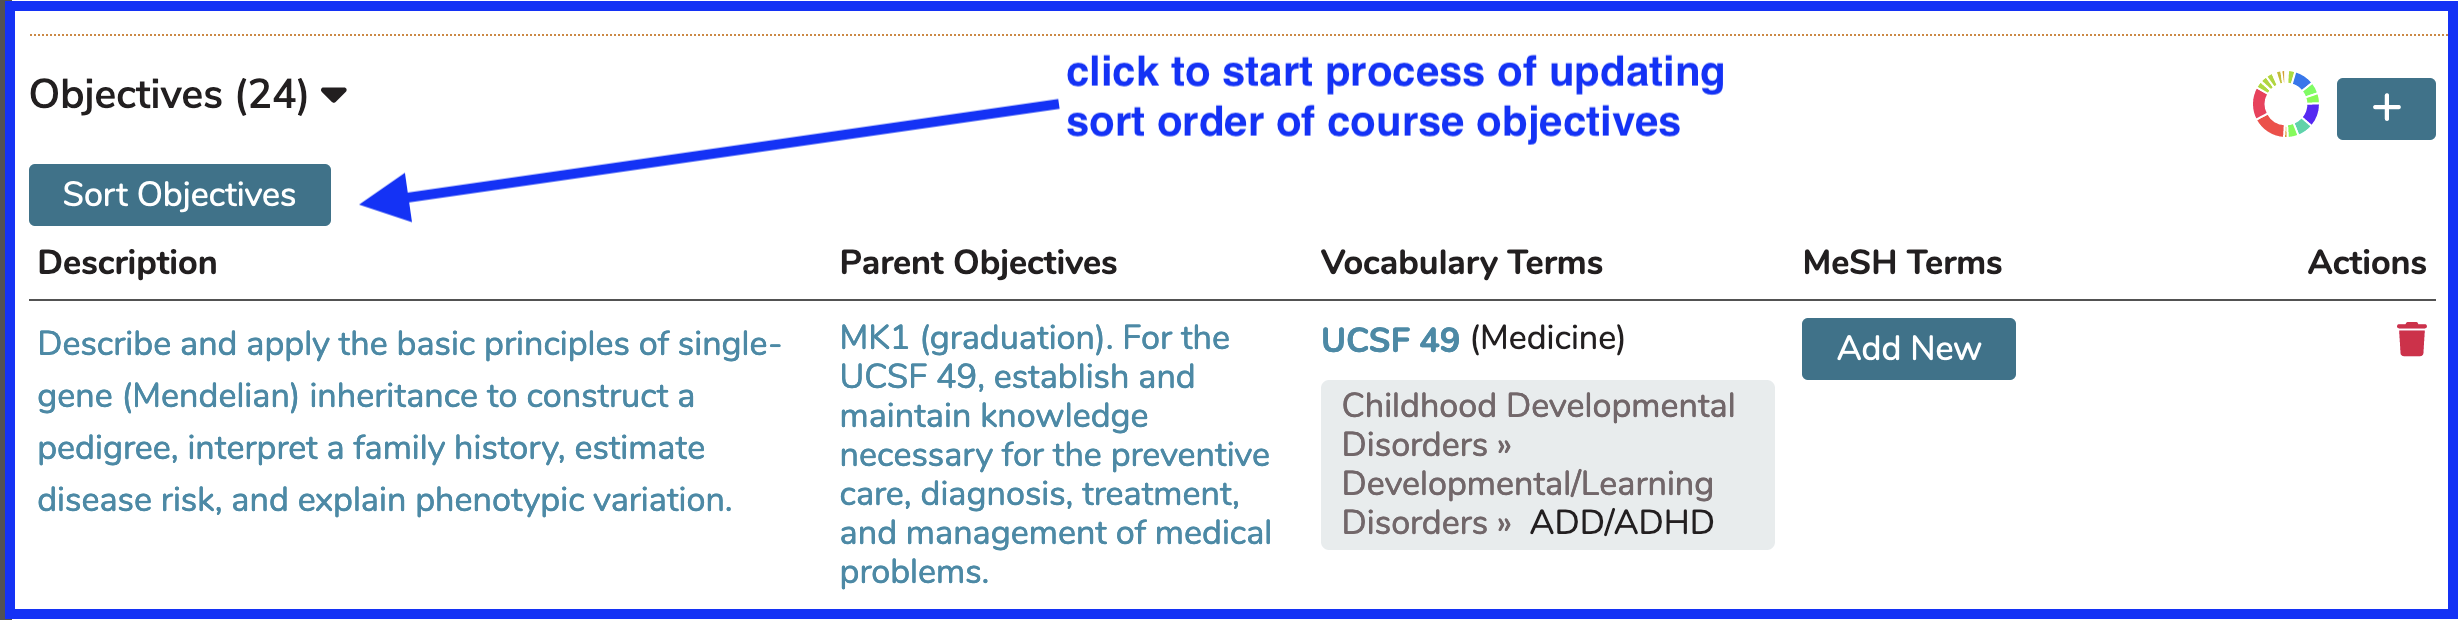 click to start process of updating
sort order of course objectives
Objectives (24)
+
Sort Objectives
Description Parent Objectives Vocabulary Terms MeSH Terms Actions
Describe and apply the basic principles of single-
gene (Mendelian) inheritance to construct a
pedigree, interpret a family history, estimate
disease risk, and explain phenotypic variation.
MK1 (graduation). For the
UCSF 49, establish and
maintain knowledge
necessary for the preventive
care, diagnosis, treatment,
and management of medical
problems.
UCSF 49 (Medicine)
Childhood Developmental
Disorders »
Developmental/Learning
Disorders » ADD/ADHD
Add New